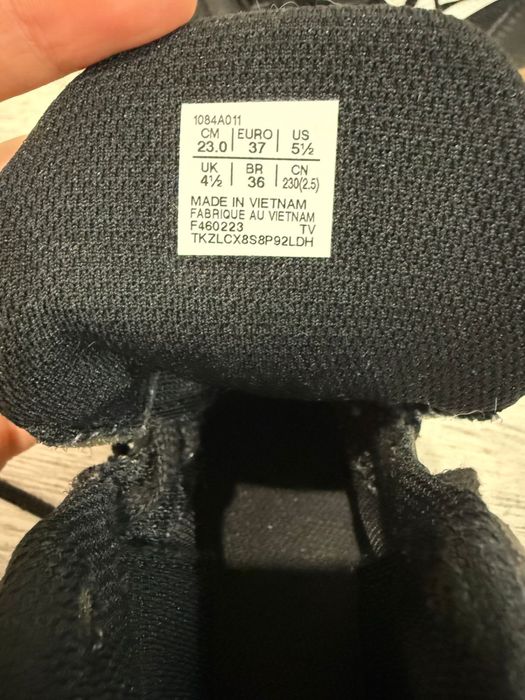 1084A011
CM | EURO | US
23.0 | 37 | 5½
UK | BR | CN
4½ | 36 | 230(2.5)
MADE IN VIETNAM
FABRIQUE AU VIETNAM
F460223 TV
TKZLCX8S8P92LDH